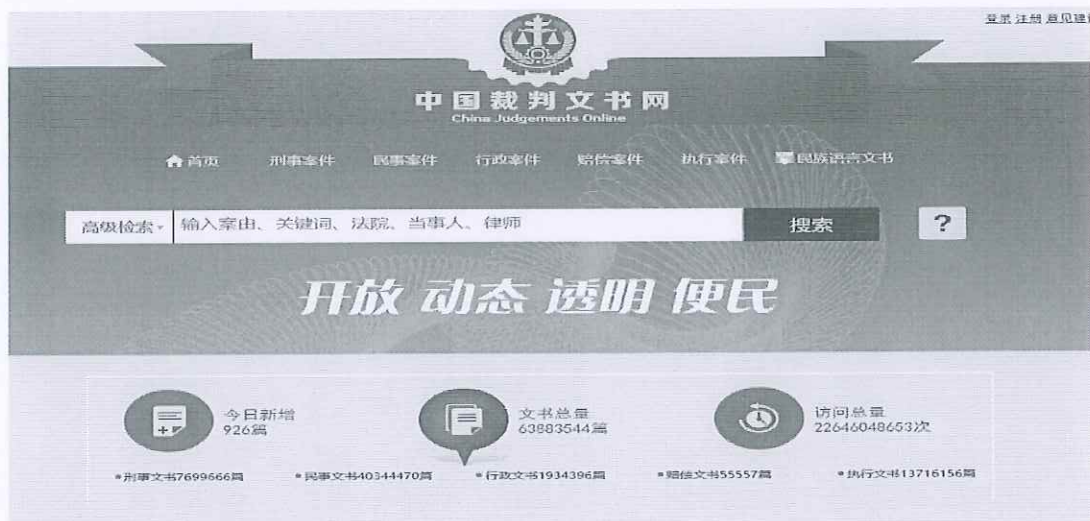 登录 注册 意见建议
中国裁判文书网
China Judgements Online
首页 刑事案件 民事案件 行政案件 赔偿案件 执行案件 民族语言文书
高级检索 输入案由、关键词、法院、当事人、律师 搜索 ?
开放 动态 透明 便民
今日新增 文书总量 访问总量
926篇 63883544篇 22646048653次
刑事文书7699666篇 民事文书40344470篇 行政文书1934396篇 赔偿文书55557篇 执行文书13716156篇